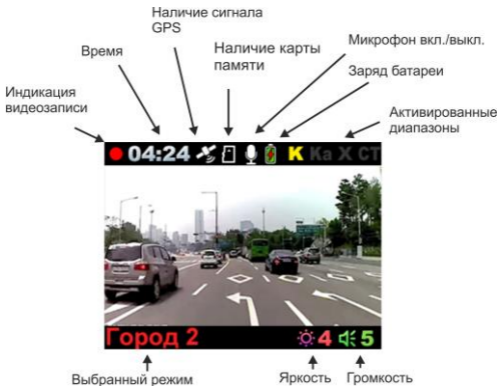 Наличие сигнала
GPS
Время
Наличие карты
памяти
Микрофон вкл./выкл.
Заряд батареи
Индикация
видеозаписи
Активированные
диапазоны
04:24 K Ka X СТ
Город 2 4 5
Выбранный режим
Яркость
Громкость